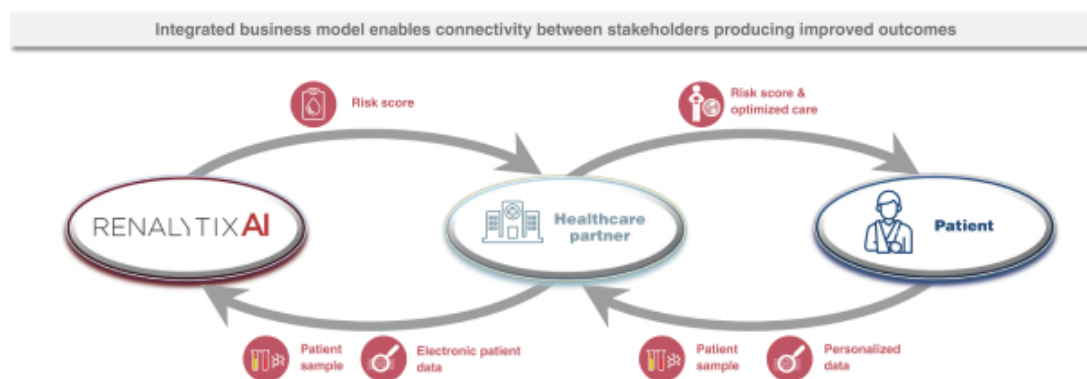 Integrated business model enables connectivity between stakeholders producing improved outcomes
Risk score
Risk score &
optimized care
RENALYTIX AI
Healthcare
partner
Patient
Patient
sample
Electronic patient
data
Patient
sample
Personalized
data